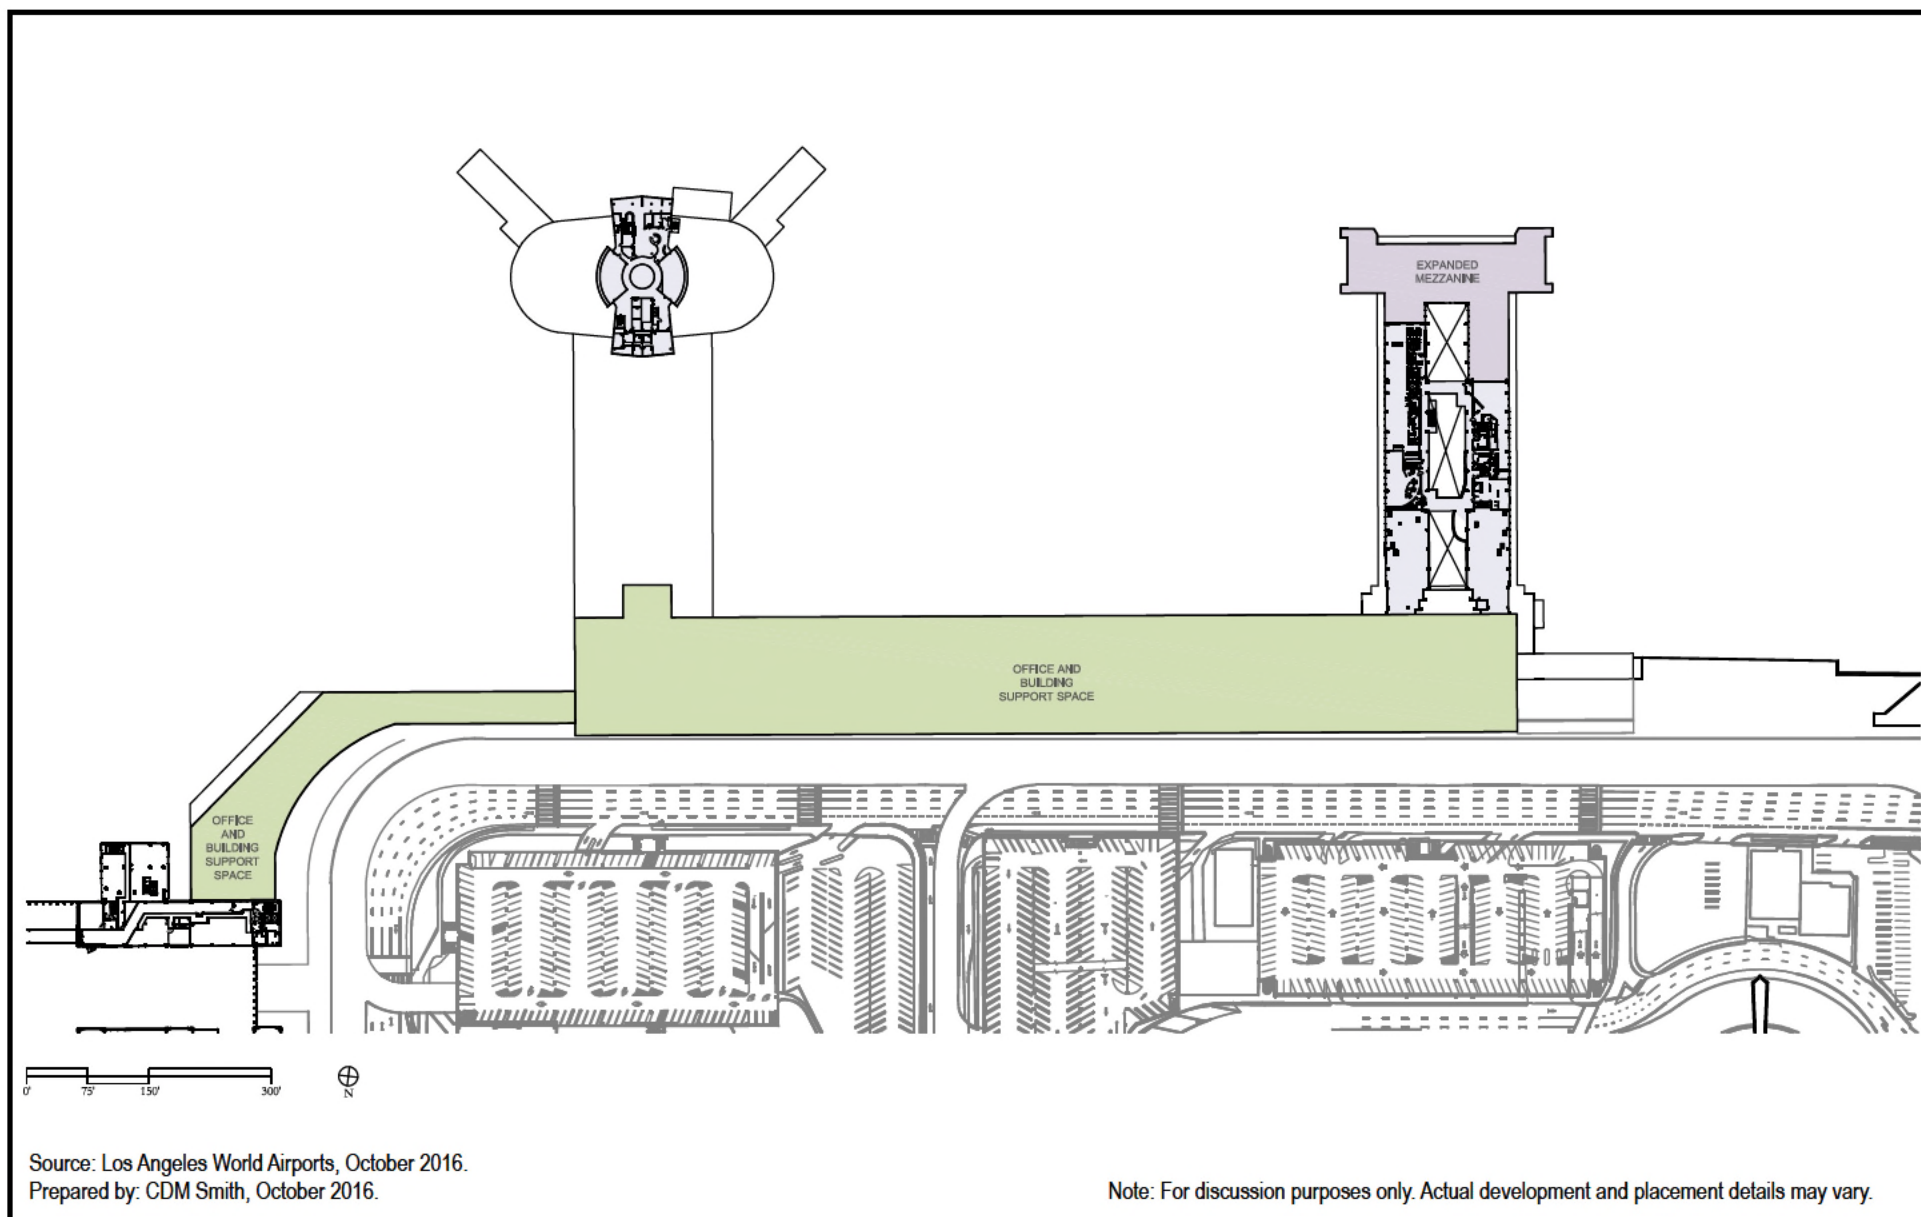 EXPANDED
MEZZANINE
OFFICE AND
BUILDING
SUPPORT SPACE
OFFICE
AND
BUILDING
SUPPORT
SPACE
0' 75' 150' 300'
N
Source: Los Angeles World Airports, October 2016.
Prepared by: CDM Smith, October 2016.
Note: For discussion purposes only. Actual development and placement details may vary.